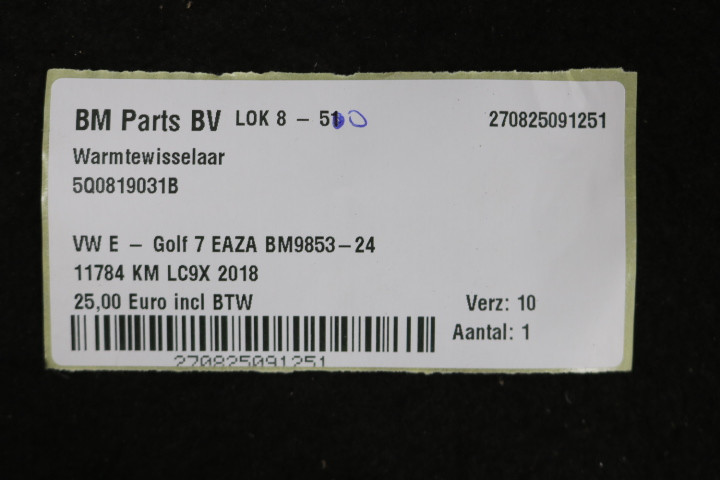 BM Parts BV LOK 8 - 510 270825091251
Warmtewisselaar
5Q0819031B
VW E - Golf 7 EAZA BM9853-24
11784 KM LC9X 2018
25,00 Euro incl BTW Verz: 10
Aantal: 1
270825091251